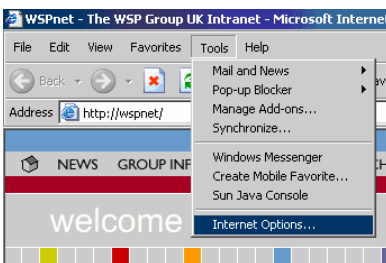 WSPnet - The WSP Group UK Intranet - Microsoft Interne
File Edit View Favorites Tools Help
Back
Address http://wspnet/
Mail and News
Pop-up Blocker
Manage Add-ons...
Synchronize...
Windows Messenger
Create Mobile Favorite...
Sun Java Console
Internet Options...
NEWS GROUP INF
welcome